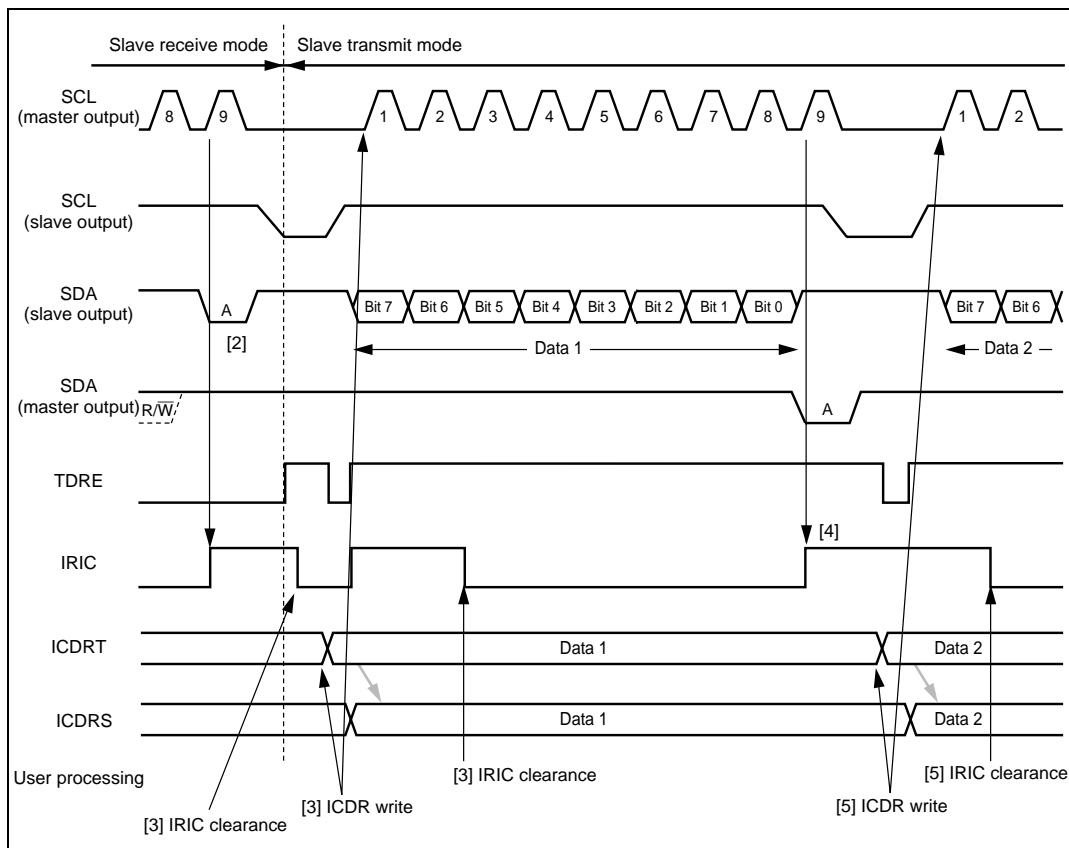 Slave receive mode Slave transmit mode
SCL
(master output)
8 9 1 2 3 4 5 6 7 8 9 1 2
SCL
(slave output)
SDA
(slave output)
A Bit 7 Bit 6 Bit 5 Bit 4 Bit 3 Bit 2 Bit 1 Bit 0 Bit 7 Bit 6
[2] Data 1 Data 2
SDA
(master output)
R/W̅ A
TDRE
[4]
IRIC
ICDRT Data 1 Data 2
ICDRS Data 1 Data 2
User processing
[3] IRIC clearance
[3] ICDR write
[3] IRIC clearance
[5] ICDR write
[5] IRIC clearance